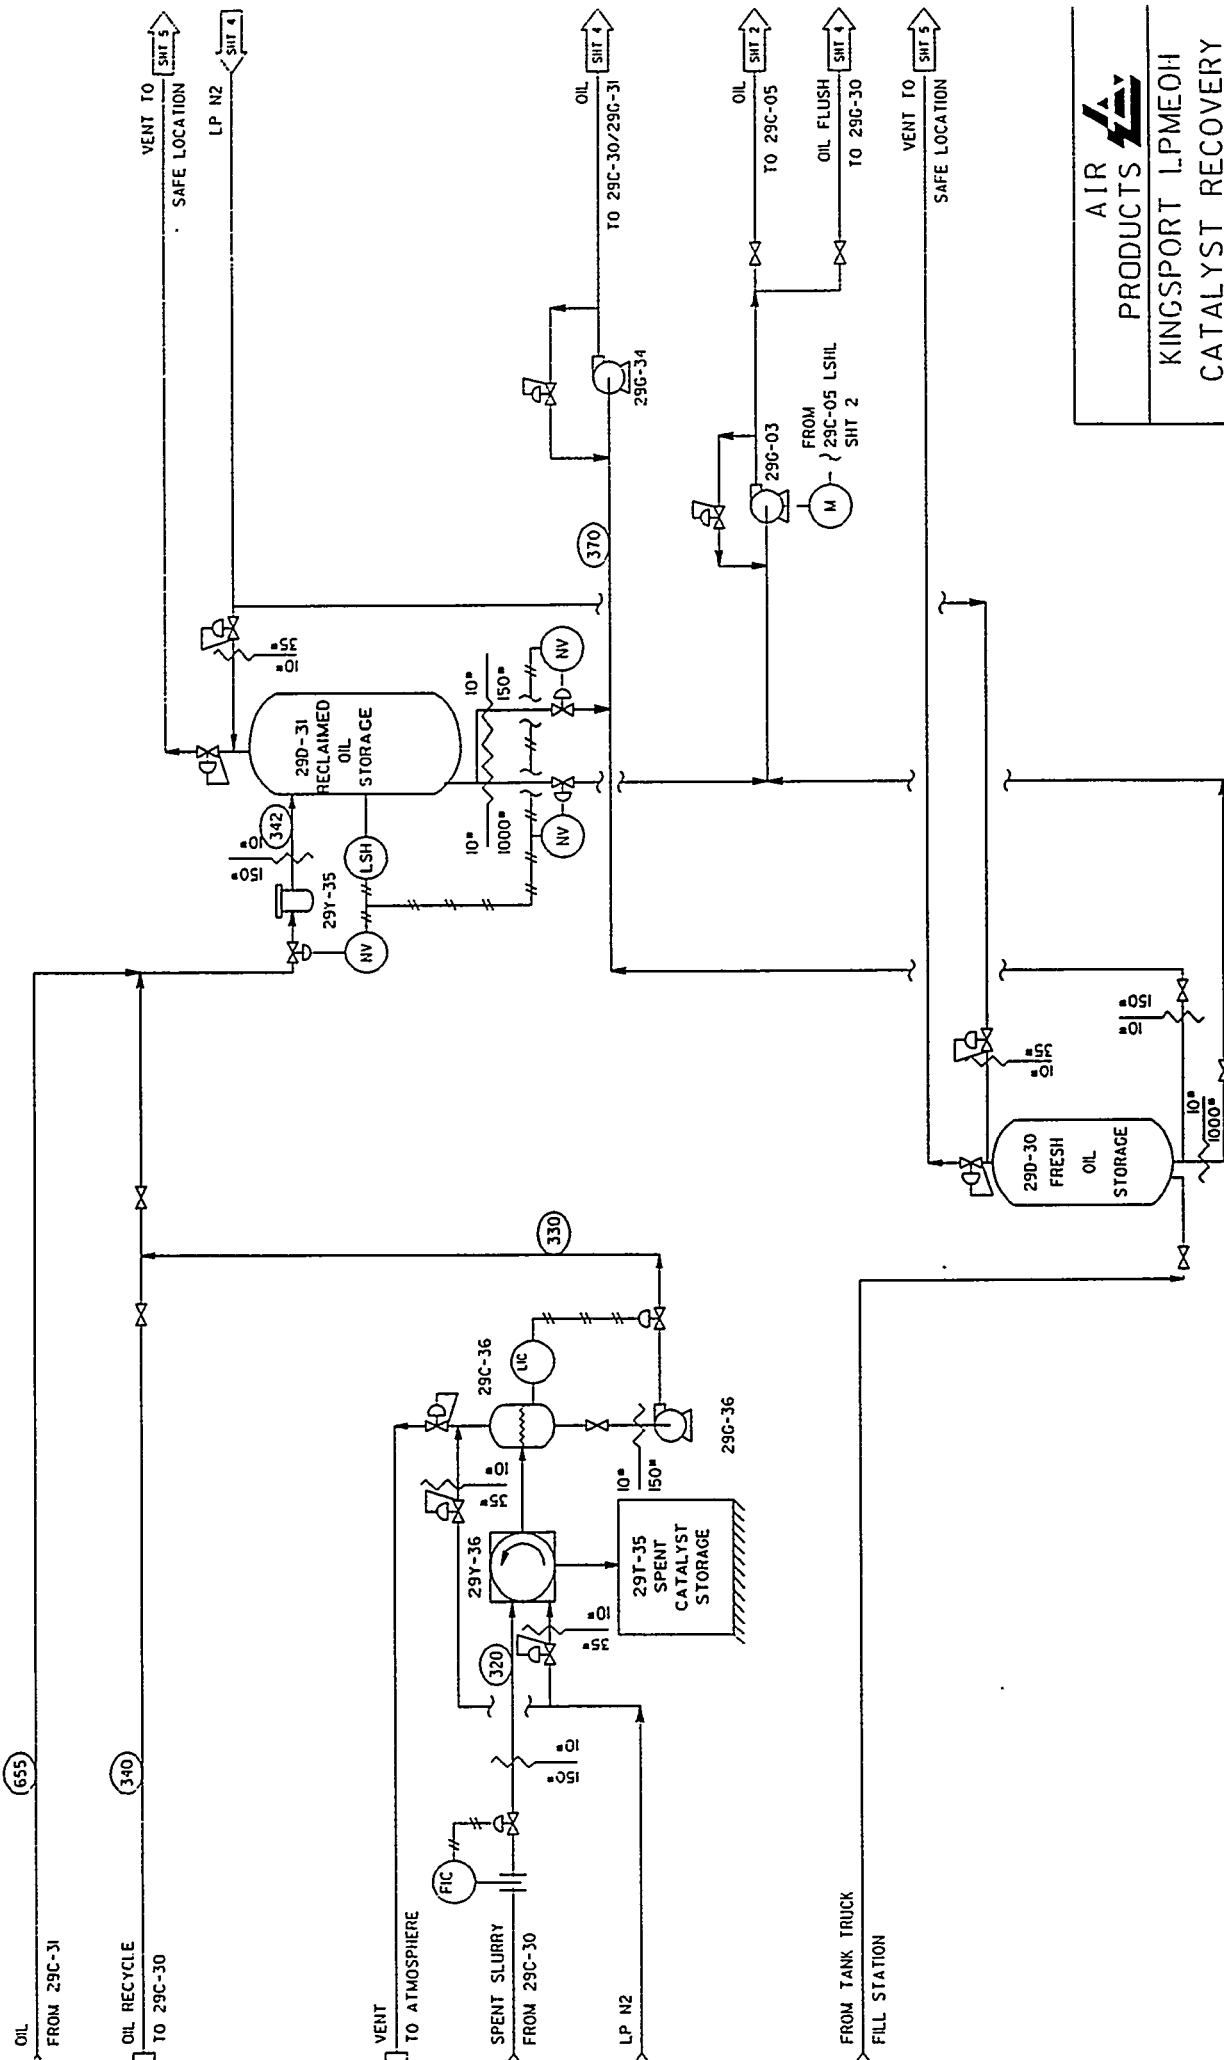 OIL
FROM 29C-31
655
OIL RECYCLE
TO 29C-30
340
VENT
TO ATMOSPHERE
SPENT SLURRY
FROM 29C-30
FIC
150#
10#
320
LP N2
35#
10#
29Y-36
35#
10#
29C-36
LIC
29T-35
SPENT
CATALYST
STORAGE
10#
150#
29G-36
330
FROM TANK TRUCK
FILL STATION
29D-30
FRESH
OIL
STORAGE
10#
35#
10#
150#
10#
1000#
NV
29Y-35
150#
10#
342
LSH
29D-31
RECLAIMED
OIL
STORAGE
10#
35#
10#
1000#
10#
150#
NV
NV
370
29G-34
29G-03
M
FROM
29C-05 LSHL
SHT 2
VENT TO
SAFE LOCATION
SHT 5
LP N2
SHT 4
OIL
TO 29C-30/29G-31
SHT 4
OIL
TO 29C-05
SHT 2
OIL FLUSH
TO 29G-30
SHT 4
VENT TO
SAFE LOCATION
SHT 5
AIR
PRODUCTS
KINGSPORT LPMEOH
CATALYST RECOVERY